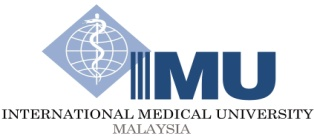 IMU
INTERNATIONAL MEDICAL UNIVERSITY
MALAYSIA